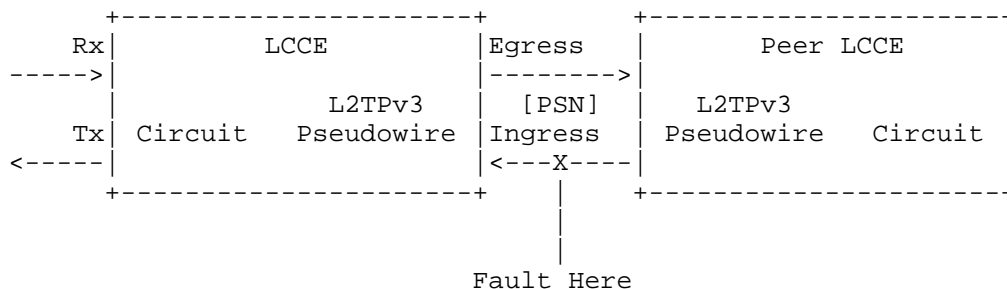 Rx LCCE Egress Peer LCCE
L2TPv3 [PSN] L2TPv3
Tx Circuit Pseudowire Ingress Pseudowire Circuit
X
Fault Here